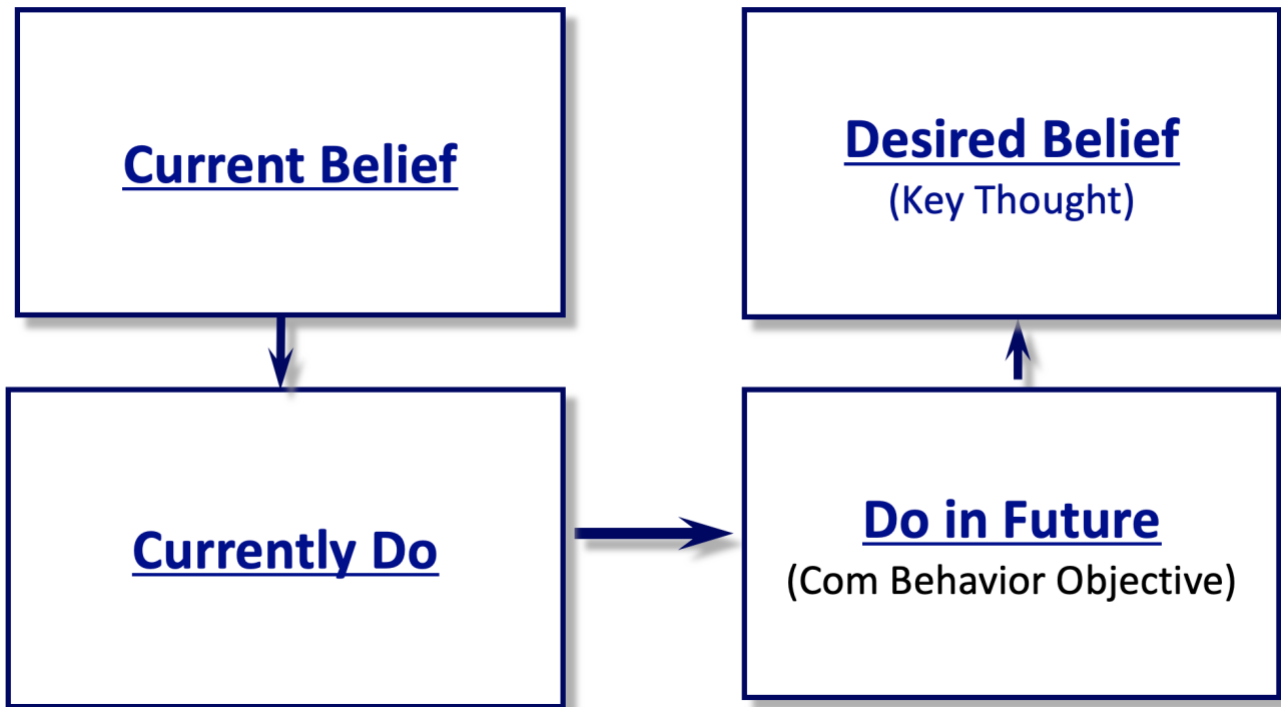 Current Belief
Currently Do
Do in Future
(Com Behavior Objective)
Desired Belief
(Key Thought)